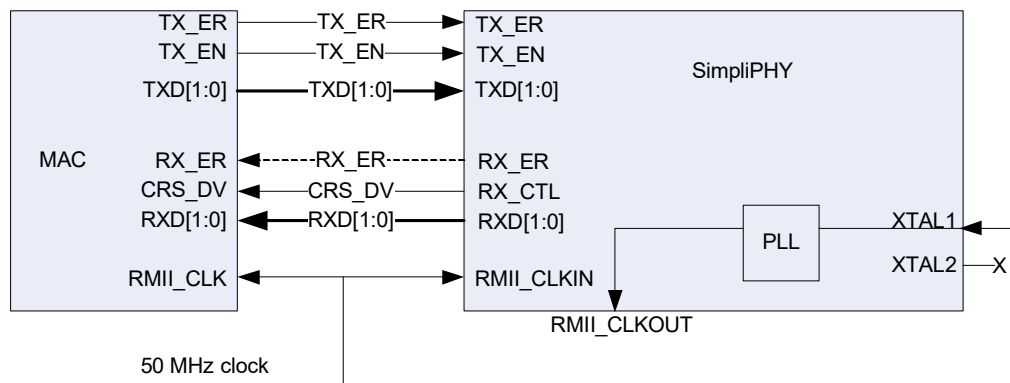 TX_ER TX_ER TX_ER
TX_EN TX_EN TX_EN
SimpliPHY
TXD[1:0] TXD[1:0] TXD[1:0]
MAC RX_ER RX_ER RX_ER
CRS_DV CRS_DV RX_CTL
RXD[1:0] RXD[1:0] RXD[1:0]
PLL XTAL1
XTAL2 X
RMII_CLK RMII_CLKIN
RMII_CLKOUT
50 MHz clock